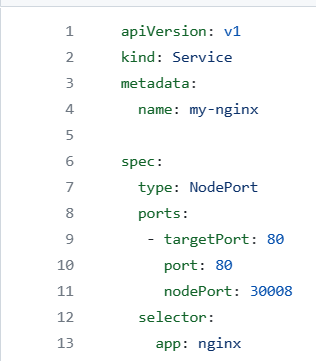 1 apiVersion: v1
2 kind: Service
3 metadata:
4   name: my-nginx
5
6 spec:
7   type: NodePort
8   ports:
9    - targetPort: 80
10     port: 80
11     nodePort: 30008
12   selector:
13     app: nginx